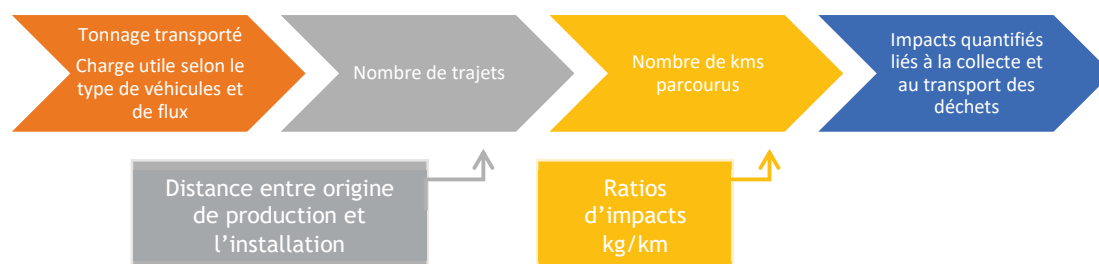 Tonnage transporté
Charge utile selon le
type de véhicules et
de flux
Nombre de trajets
Nombre de kms
parcourus
Impacts quantifiés
liés à la collecte et
au transport des
déchets
Distance entre origine
de production et
l'installation
Ratios
d'impacts
kg/km